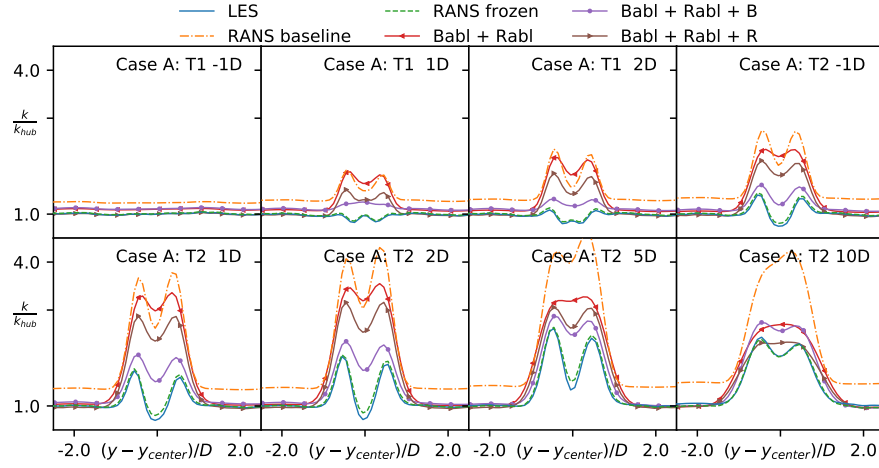 LES RANS frozen Babl + Rabl + B
RANS baseline Babl + Rabl Babl + Rabl + R
4.0 Case A: T1 -1D Case A: T1 1D Case A: T1 2D Case A: T2 -1D
k
k_hub
1.0
4.0 Case A: T2 1D Case A: T2 2D Case A: T2 5D Case A: T2 10D
k
k_hub
1.0
-2.0 (y − y_center)/D 2.0 -2.0 (y − y_center)/D 2.0 -2.0 (y − y_center)/D 2.0 -2.0 (y − y_center)/D 2.0